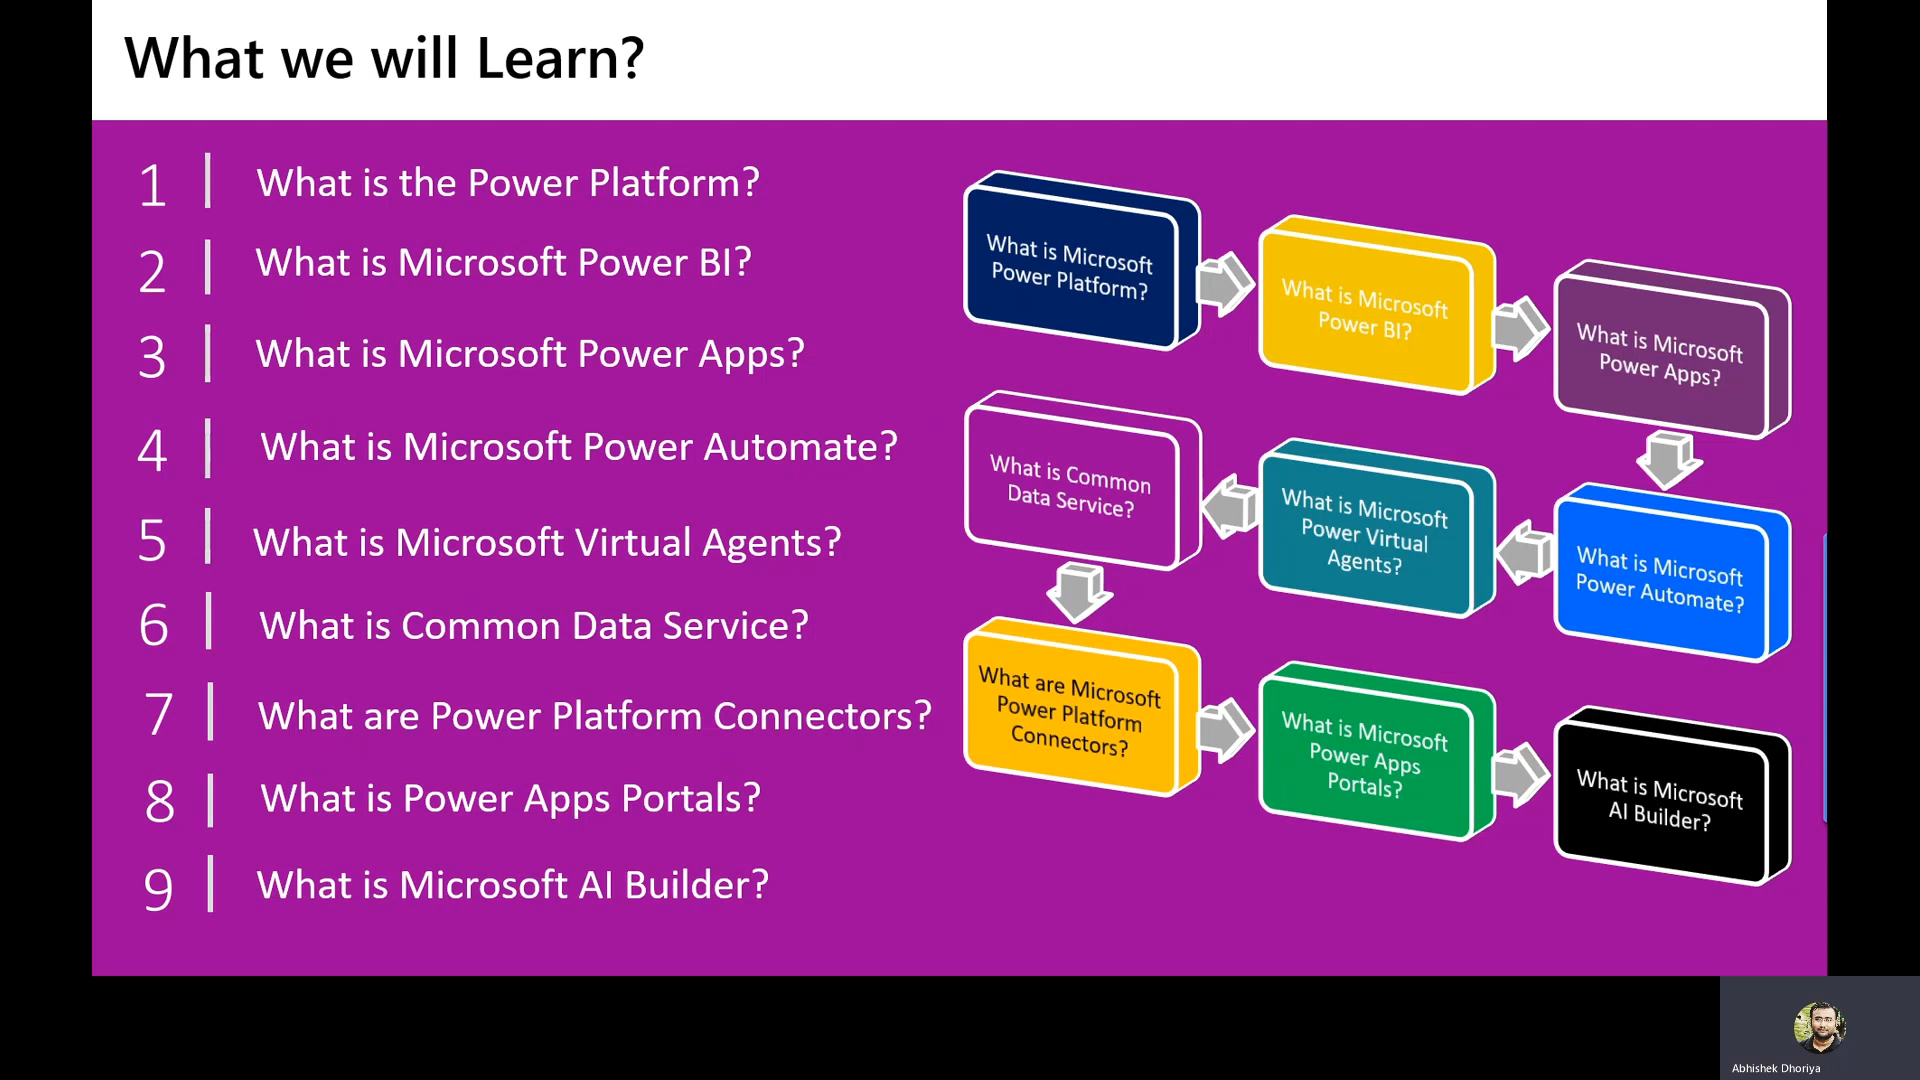 What we will Learn?
1 What is the Power Platform?
2 What is Microsoft Power BI?
3 What is Microsoft Power Apps?
4 What is Microsoft Power Automate?
5 What is Microsoft Virtual Agents?
6 What is Common Data Service?
7 What are Power Platform Connectors?
8 What is Power Apps Portals?
9 What is Microsoft AI Builder?
What is Microsoft
Power Platform?
What is Microsoft
Power BI?
What is Microsoft
Power Apps?
What is Microsoft
Power Automate?
What is Microsoft
Power Virtual
Agents?
What is Common
Data Service?
What are Microsoft
Power Platform
Connectors?
What is Microsoft
Power Apps
Portals?
What is Microsoft
AI Builder?
Abhishek Dhoriya